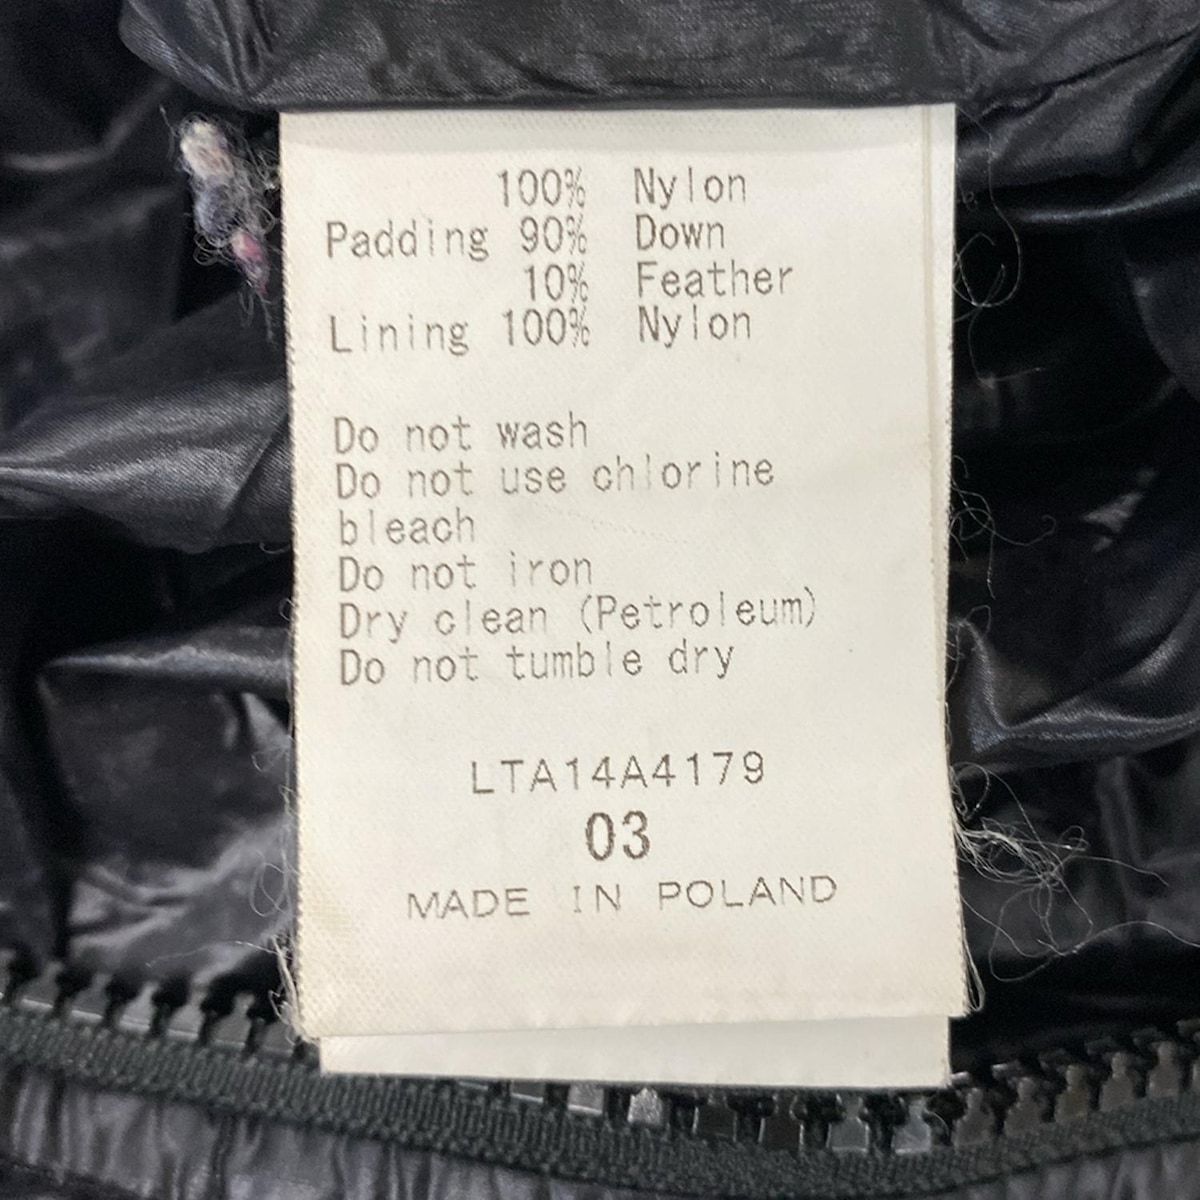 100% Nylon
Padding 90% Down
10% Feather
Lining 100% Nylon
Do not wash
Do not use chlorine
bleach
Do not iron
Dry clean (Petroleum)
Do not tumble dry
LTA14A4179
03
MADE IN POLAND